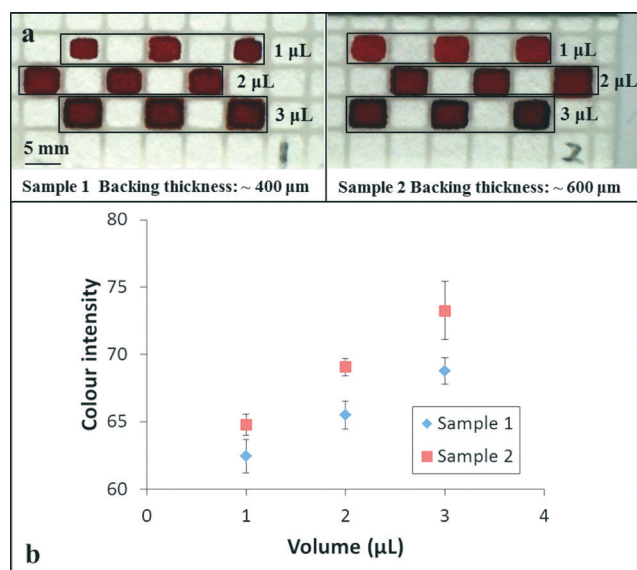 a
1 µL
2 µL
3 µL
5 mm
1
Sample 1 Backing thickness: ~ 400 µm
1 µL
2 µL
3 µL
2
Sample 2 Backing thickness: ~ 600 µm
80
75
70
65
60
Colour intensity
0
1
2
3
4
Volume (µL)
Sample 1
Sample 2
b